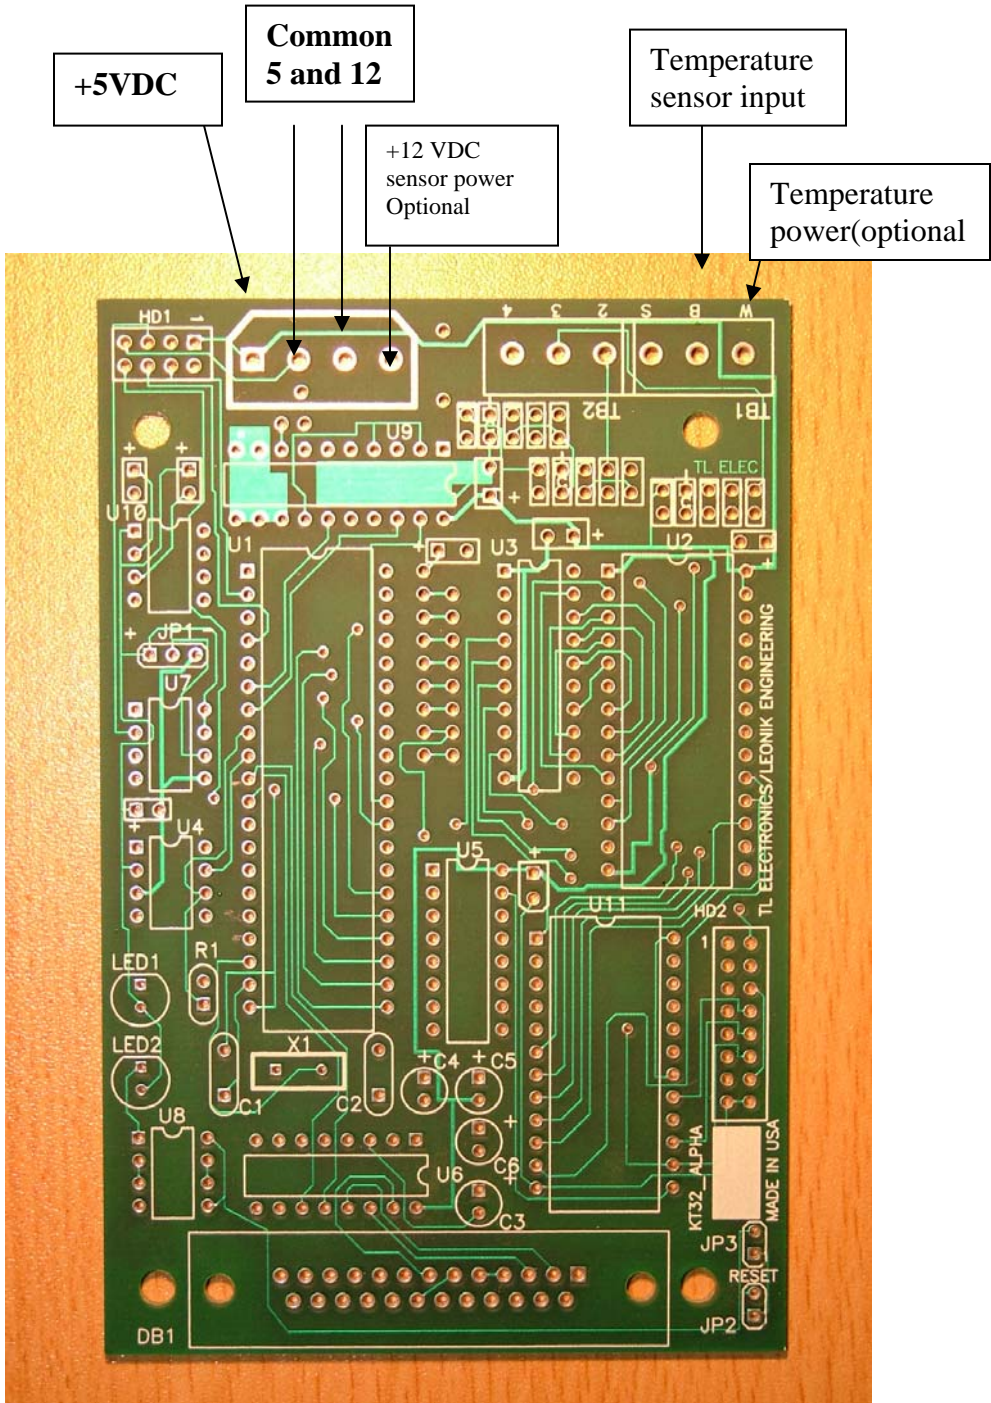 Common
5 and 12
+5VDC
Temperature
sensor input
+12 VDC
sensor power
Optional
Temperature
power(optional
HD1 1
4 3 2 S B W
TB2 TB1
U9
+ +
TL ELEC
U10
+
U1
+
U3
+
U2
+
+
JP1
U7
TL ELECTRONICS/LEONIK ENGINEERING
+
U4
U5
+
U11
HD2
1
R1
LED1
LED2
X1
+ C4
+ C5
C1
C2
U8
+
C6
U6
+
C3
KT32_ALPHA
MADE IN USA
JP3
RESET
JP2
DB1